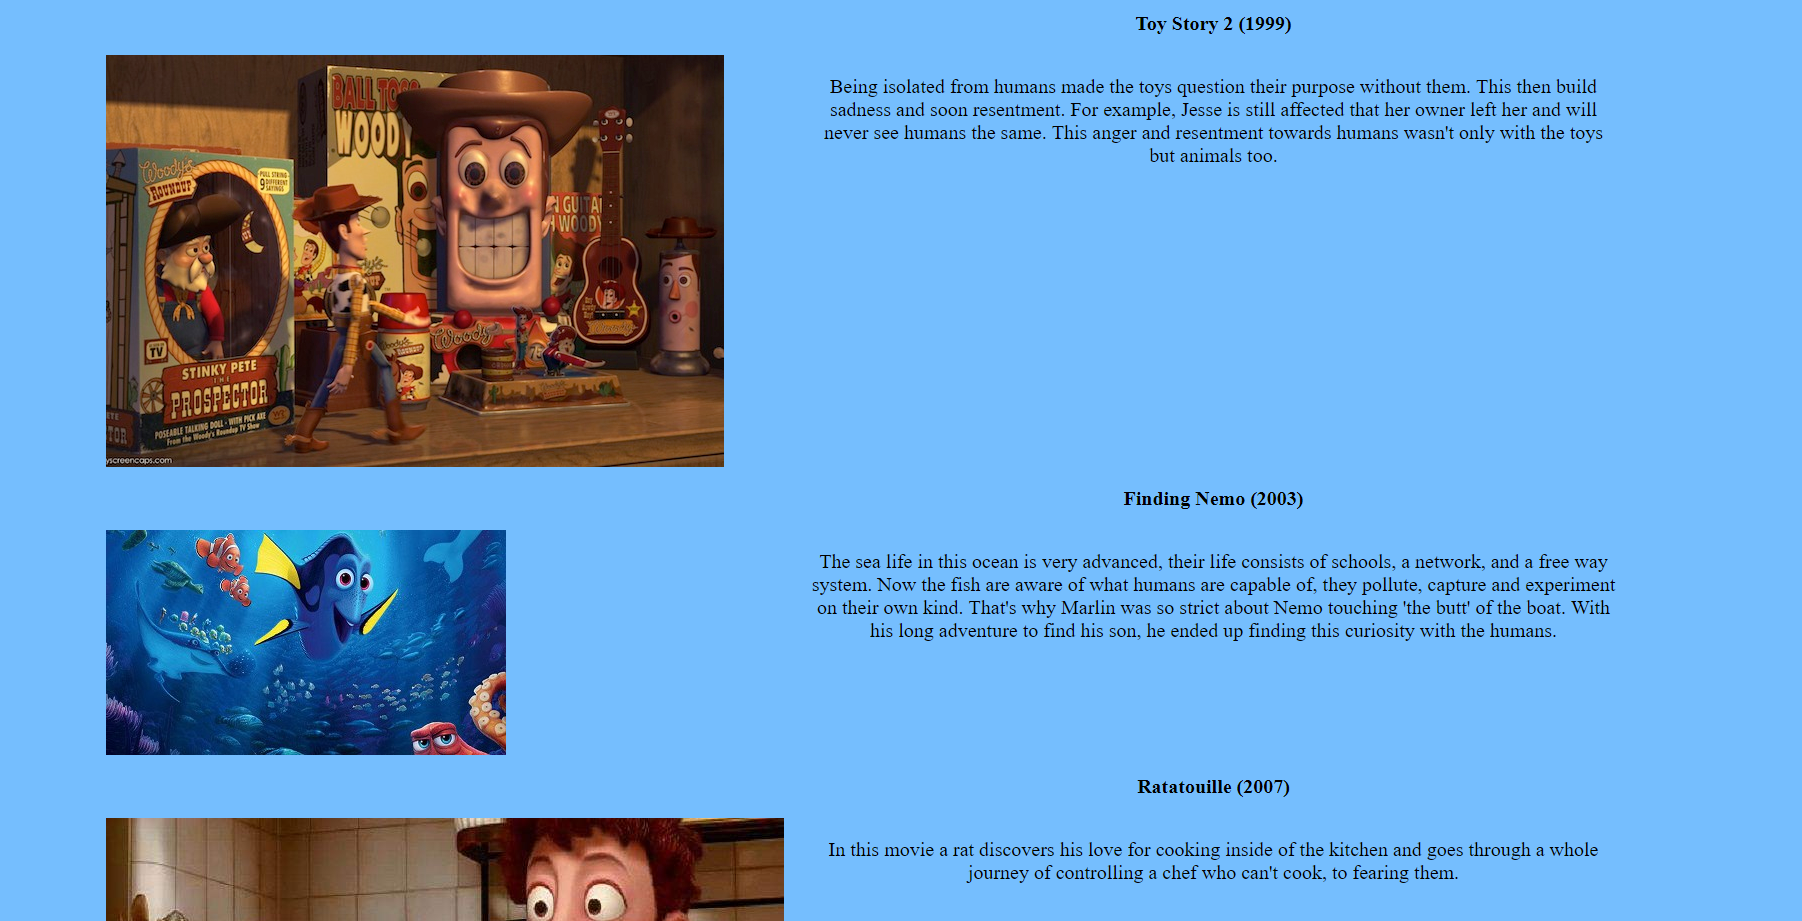 Toy Story 2 (1999)
Being isolated from humans made the toys question their purpose without them. This then build
sadness and soon resentment. For example, Jesse is still affected that her owner left her and will
never see humans the same. This anger and resentment towards humans wasn't only with the toys
but animals too.
BALL TOSS
WOODY
Woody's
ROUNDUP
PULL STRING
9 DIFFERENT
SAYINGS
GUITAR
WOODY
Woody's
ROUNDUP
Woody's
TV
STINKY PETE
THE
PROSPECTOR
POSEABLE TALKING DOLL - WITH PICK AXE
From the Woody's Roundup TV Show
yscreencaps.com
Finding Nemo (2003)
The sea life in this ocean is very advanced, their life consists of schools, a network, and a free way
system. Now the fish are aware of what humans are capable of, they pollute, capture and experiment
on their own kind. That's why Marlin was so strict about Nemo touching 'the butt' of the boat. With
his long adventure to find his son, he ended up finding this curiosity with the humans.
Ratatouille (2007)
In this movie a rat discovers his love for cooking inside of the kitchen and goes through a whole
journey of controlling a chef who can't cook, to fearing them.